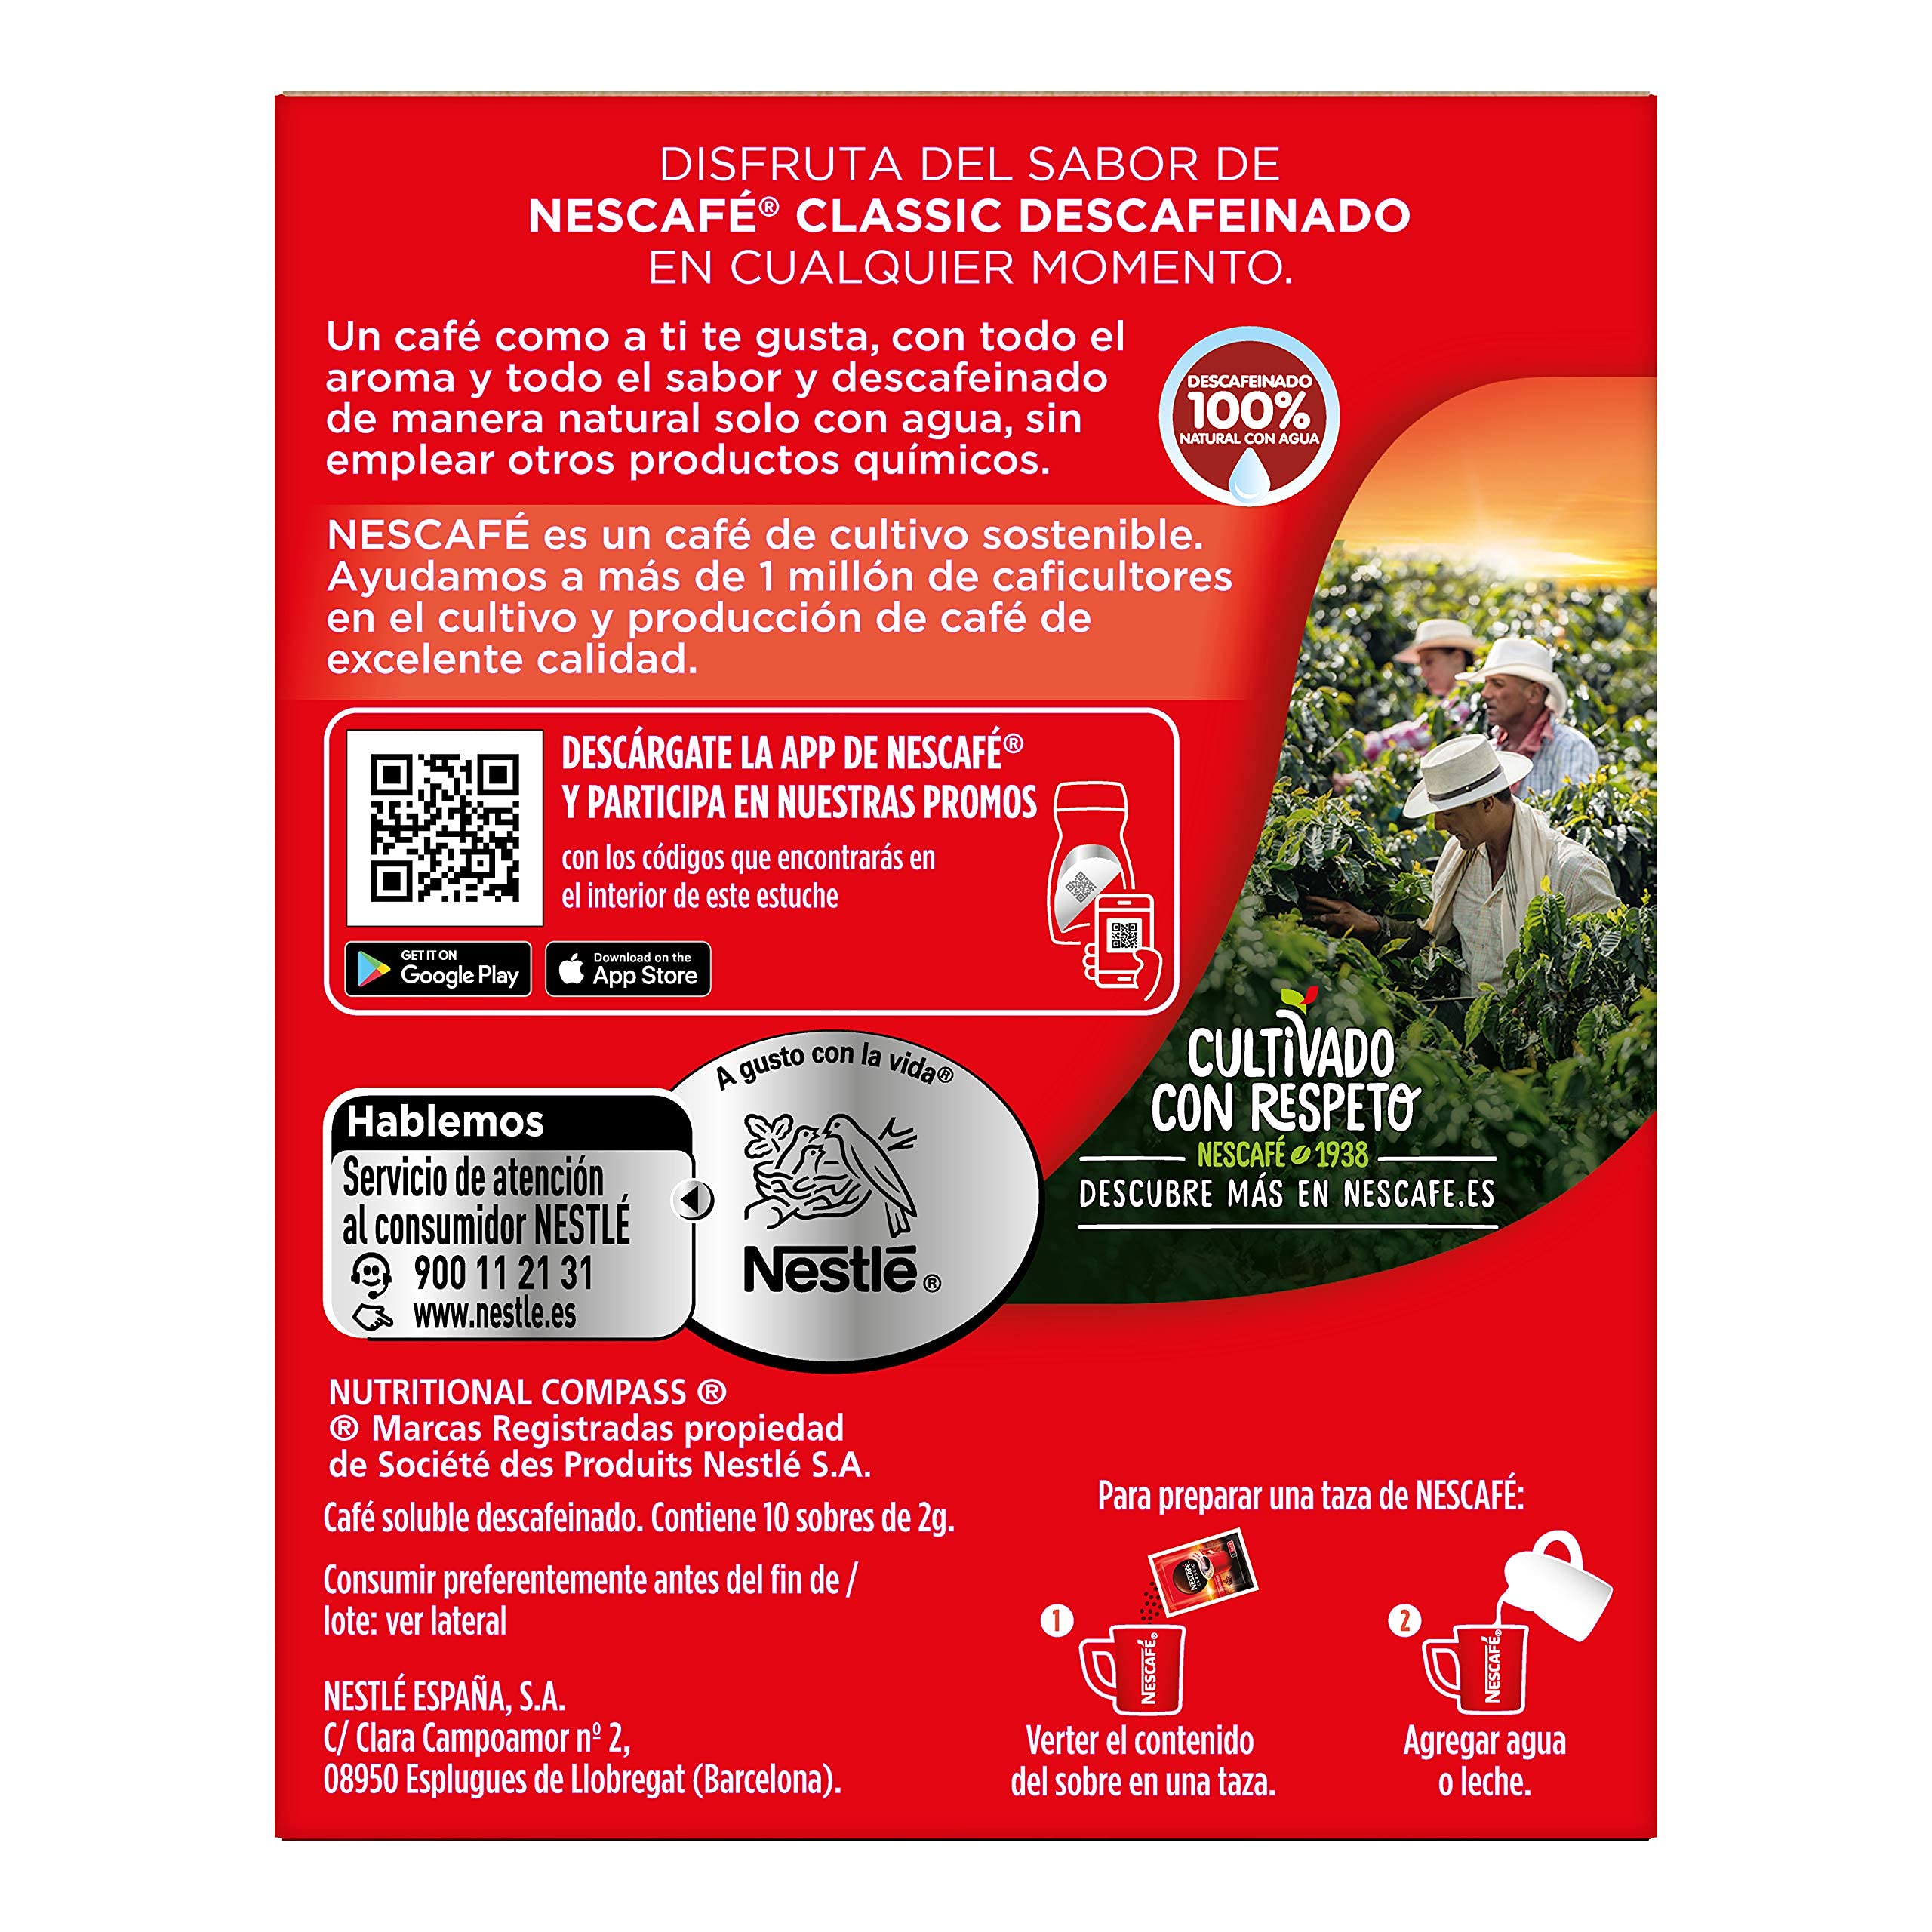 DISFRUTA DEL SABOR DE
NESCAFÉ® CLASSIC DESCAFEINADO
EN CUALQUIER MOMENTO.
Un café como a ti te gusta, con todo el
aroma y todo el sabor y descafeinado
de manera natural solo con agua, sin
emplear otros productos químicos.
DESCAFEINADO
100%
NATURAL CON AGUA
NESCAFÉ es un café de cultivo sostenible.
Ayudamos a más de 1 millón de caficultores
en el cultivo y producción de café de
excelente calidad.
DESCÁRGATE LA APP DE NESCAFÉ®
Y PARTICIPA EN NUESTRAS PROMOS
con los códigos que encontrarás en
el interior de este estuche
GET IT ON
Google Play
Download on the
App Store
CULTIVADO
CON RESPETO
NESCAFÉ 1938
DESCUBRE MÁS EN NESCAFE.ES
A gusto con la vida®
Nestlé®
Hablemos
Servicio de atención
al consumidor NESTLÉ
900 11 21 31
www.nestle.es
NUTRITIONAL COMPASS ®
® Marcas Registradas propiedad
de Société des Produits Nestlé S.A.
Café soluble descafeinado. Contiene 10 sobres de 2g.
Consumir preferentemente antes del fin de /
lote: ver lateral
NESTLÉ ESPAÑA, S.A.
C/ Clara Campoamor nº 2,
08950 Esplugues de Llobregat (Barcelona).
Para preparar una taza de NESCAFÉ:
1
NESCAFÉ
CLASSIC
NESCAFÉ®
Verter el contenido
del sobre en una taza.
2
NESCAFÉ®
Agregar agua
o leche.